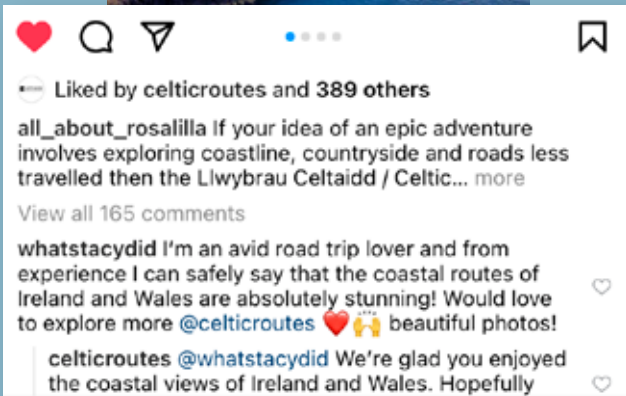 Liked by celticroutes and 389 others
all_about_rosalilla If your idea of an epic adventure
involves exploring coastline, countryside and roads less
travelled then the Llwybrau Celtaidd / Celtic... more
View all 165 comments
whatstacydid I'm an avid road trip lover and from
experience I can safely say that the coastal routes of
Ireland and Wales are absolutely stunning! Would love
to explore more @celticroutes ❤️🙌 beautiful photos!
celticroutes @whatstacydid We're glad you enjoyed
the coastal views of Ireland and Wales. Hopefully